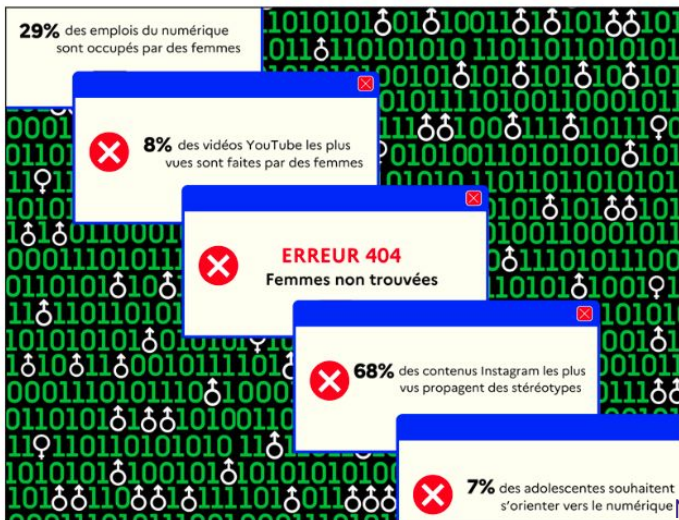 29% des emplois du numérique
sont occupés par des femmes
8% des vidéos YouTube les plus
vues sont faites par des femmes
ERREUR 404
Femmes non trouvées
68% des contenus Instagram les plus
vus propagent des stéréotypes
7% des adolescentes souhaitent
s'orienter vers le numérique